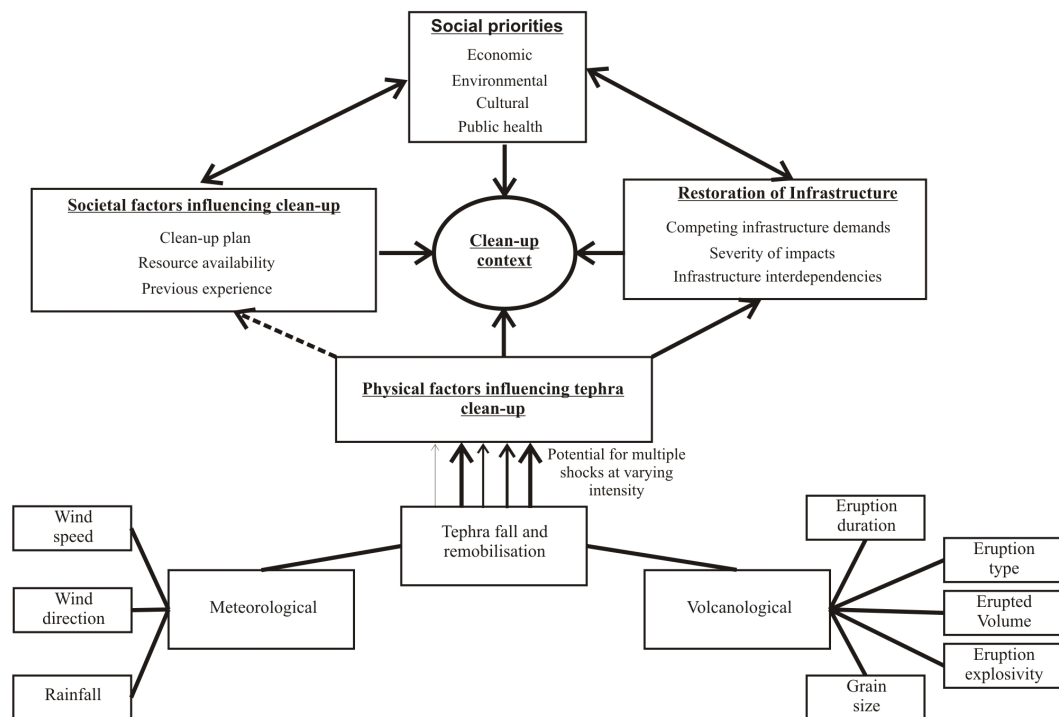 Social priorities
Economic
Environmental
Cultural
Public health
Societal factors influencing clean-up
Clean-up plan
Resource availability
Previous experience
Clean-up
context
Restoration of Infrastructure
Competing infrastructure demands
Severity of impacts
Infrastructure interdependencies
Physical factors influencing tephra
clean-up
Potential for multiple
shocks at varying
intensity
Tephra fall and
remobilisation
Wind
speed
Wind
direction
Rainfall
Meteorological
Volcanological
Eruption
duration
Eruption
type
Erupted
Volume
Eruption
explosivity
Grain
size